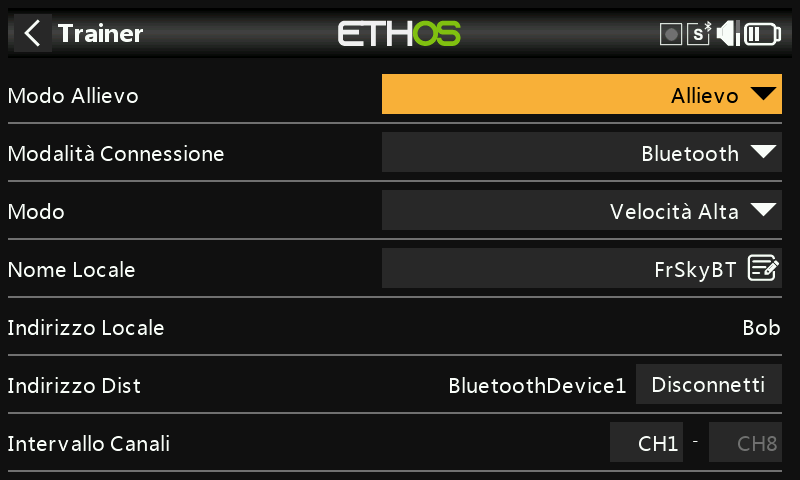 Trainer ETHOS S
Modo Allievo Allievo
Modalità Connessione Bluetooth
Modo Velocità Alta
Nome Locale FrSkyBT
Indirizzo Locale Bob
Indirizzo Dist BluetoothDevice1 Disconnetti
Intervallo Canali CH1 - CH8